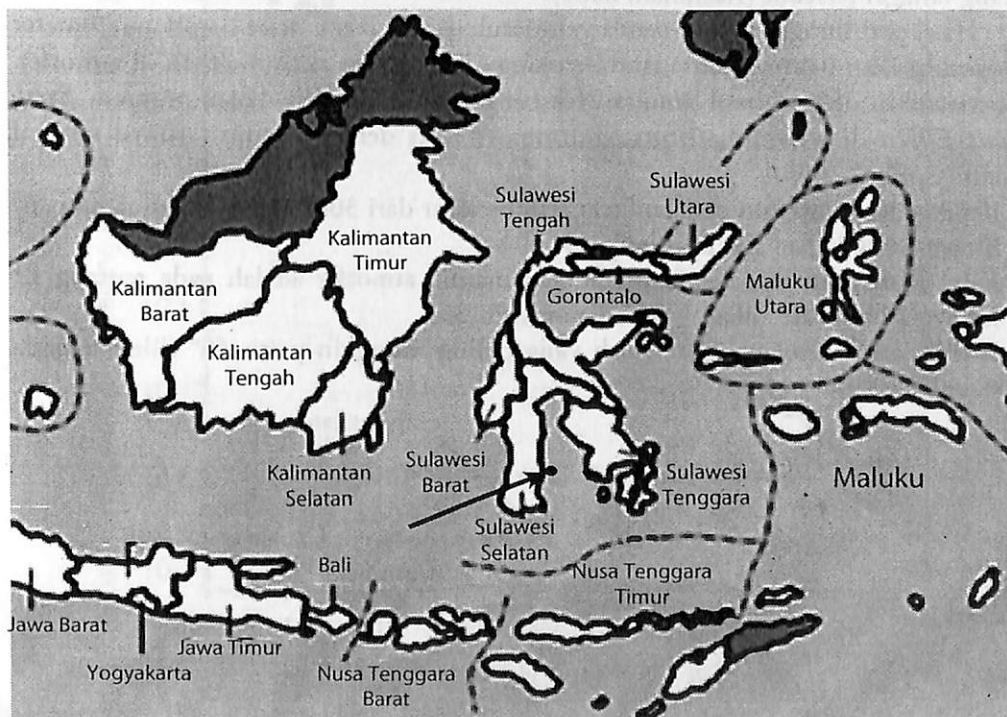 Sulawesi
Tengah
Sulawesi
Utara
Kalimantan
Timur
Kalimantan
Barat
Gorontalo
Maluku
Utara
Kalimantan
Tengah
Kalimantan
Selatan
Sulawesi
Barat
Sulawesi
Tenggara
Maluku
Sulawesi
Selatan
Bali
Nusa Tenggara
Timur
Jawa Barat
Yogyakarta
Jawa Timur
Nusa Tenggara
Barat